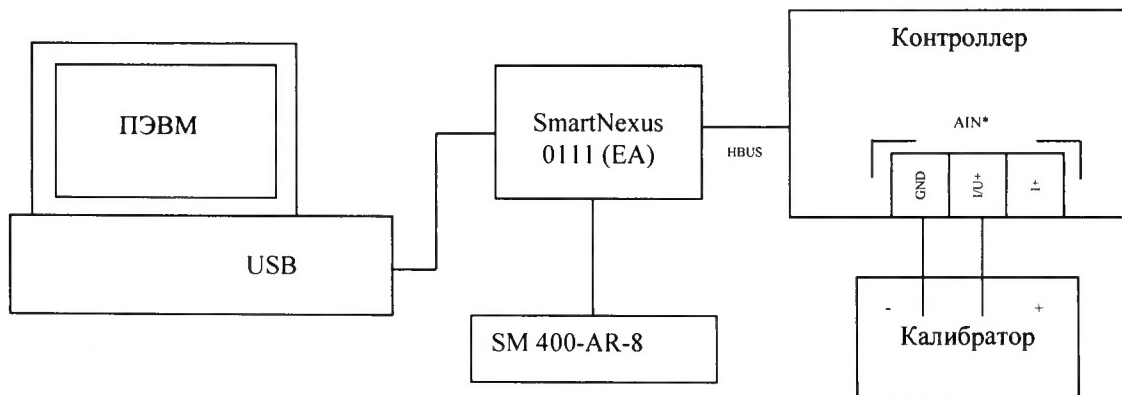 ПЭВМ
USB
SmartNexus
0111 (EA)
HBUS
SM 400-AR-8
Контроллер
AIN*
GND
I/U+
I+
- +
Калибратор